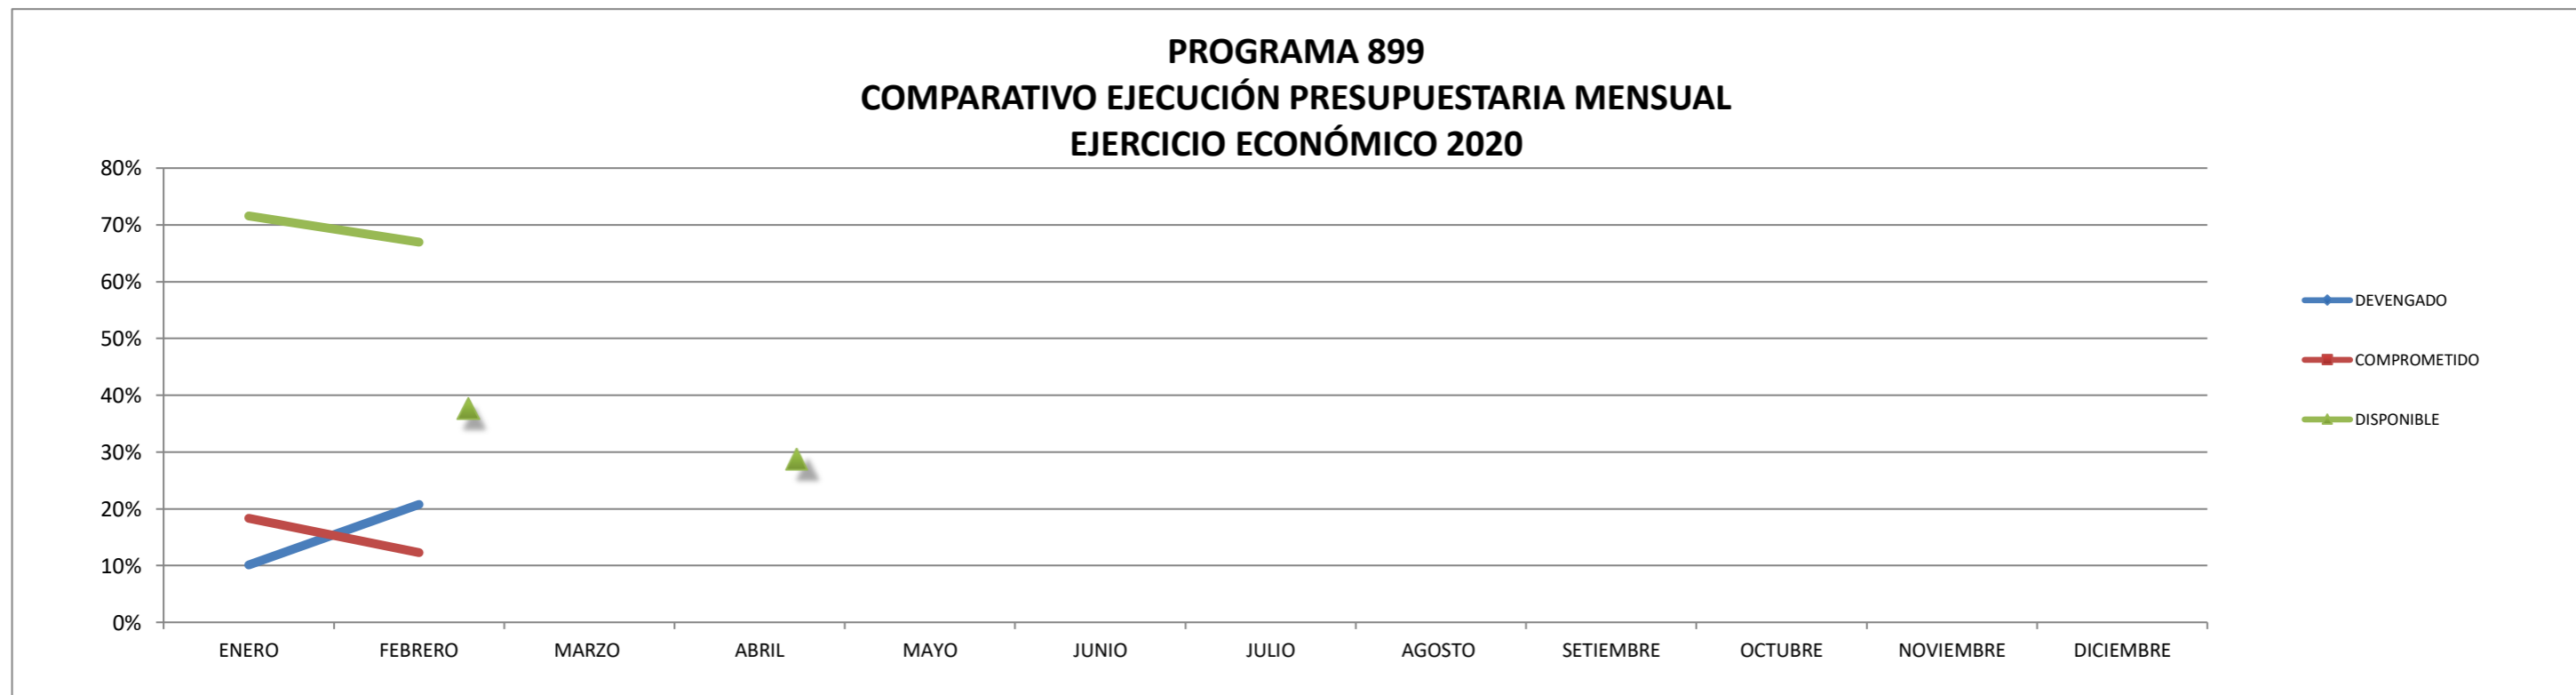 PROGRAMA 899
COMPARATIVO EJECUCIÓN PRESUPUESTARIA MENSUAL
EJERCICIO ECONÓMICO 2020
80%
70%
60%
50%
40%
30%
20%
10%
0%
ENERO FEBRERO MARZO ABRIL MAYO JUNIO JULIO AGOSTO SETIEMBRE OCTUBRE NOVIEMBRE DICIEMBRE
DEVENGADO
COMPROMETIDO
DISPONIBLE